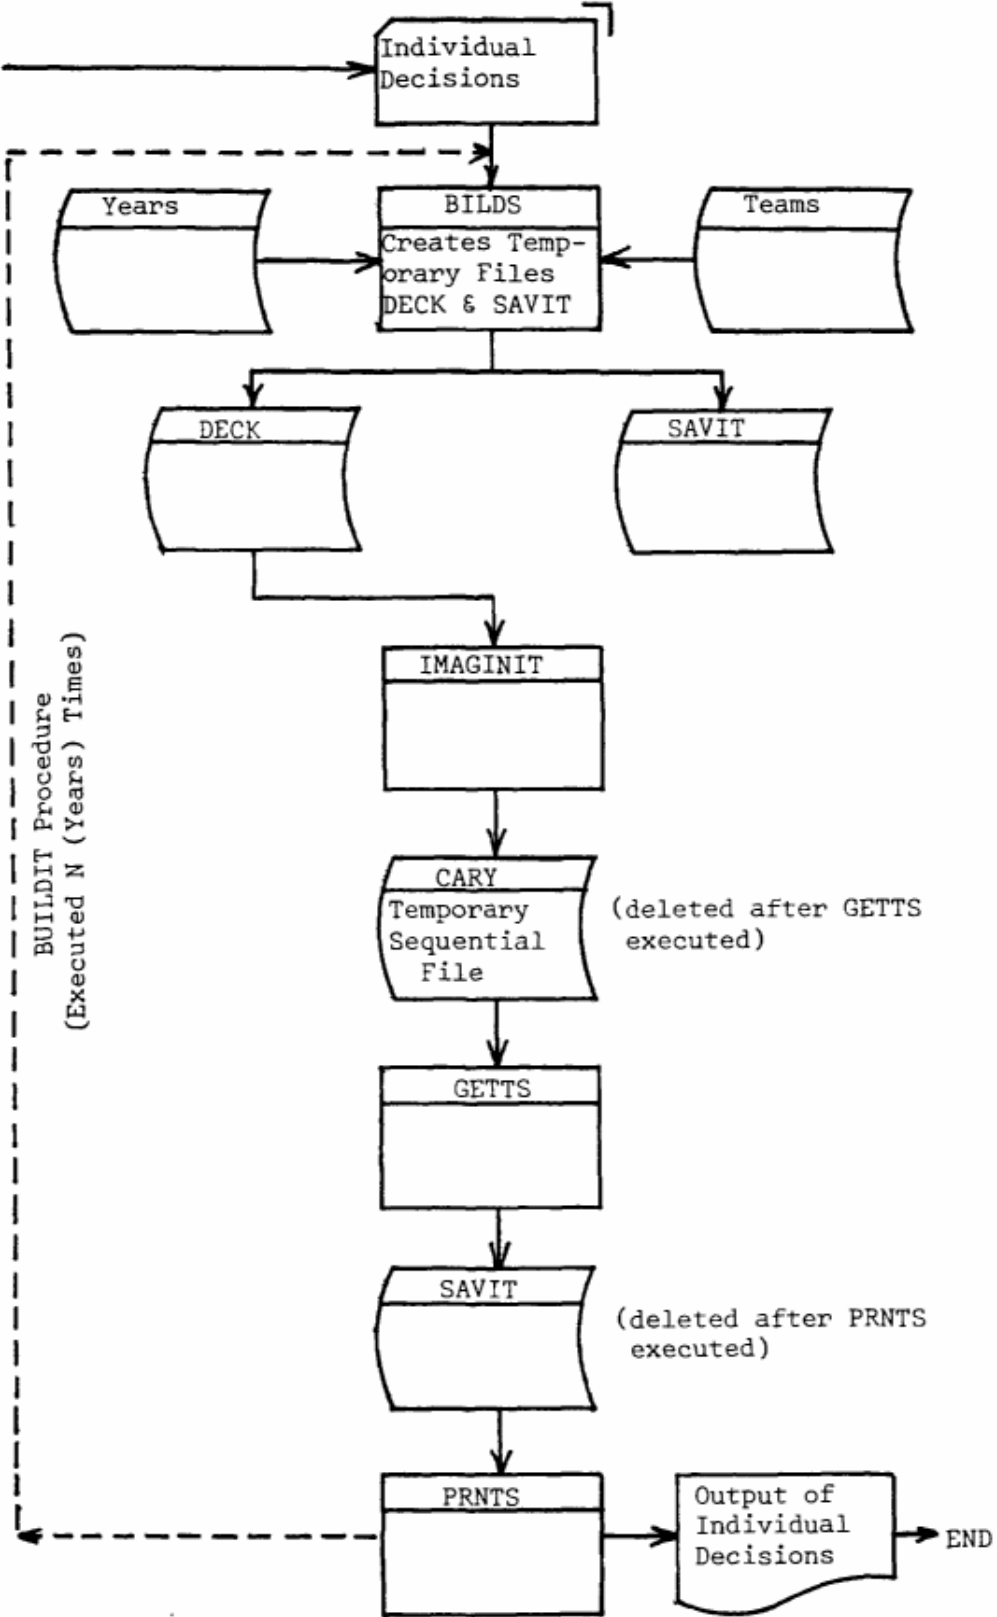 Individual
Decisions
Years
BILDS
Teams
Creates Temp-
orary Files
DECK & SAVIT
DECK
SAVIT
IMAGINIT
BUILDIT Procedure
(Executed N (Years) Times)
CARY
Temporary
Sequential
File
(deleted after GETTS
executed)
GETTS
SAVIT
(deleted after PRNTS
executed)
PRNTS
Output of
Individual
Decisions
END